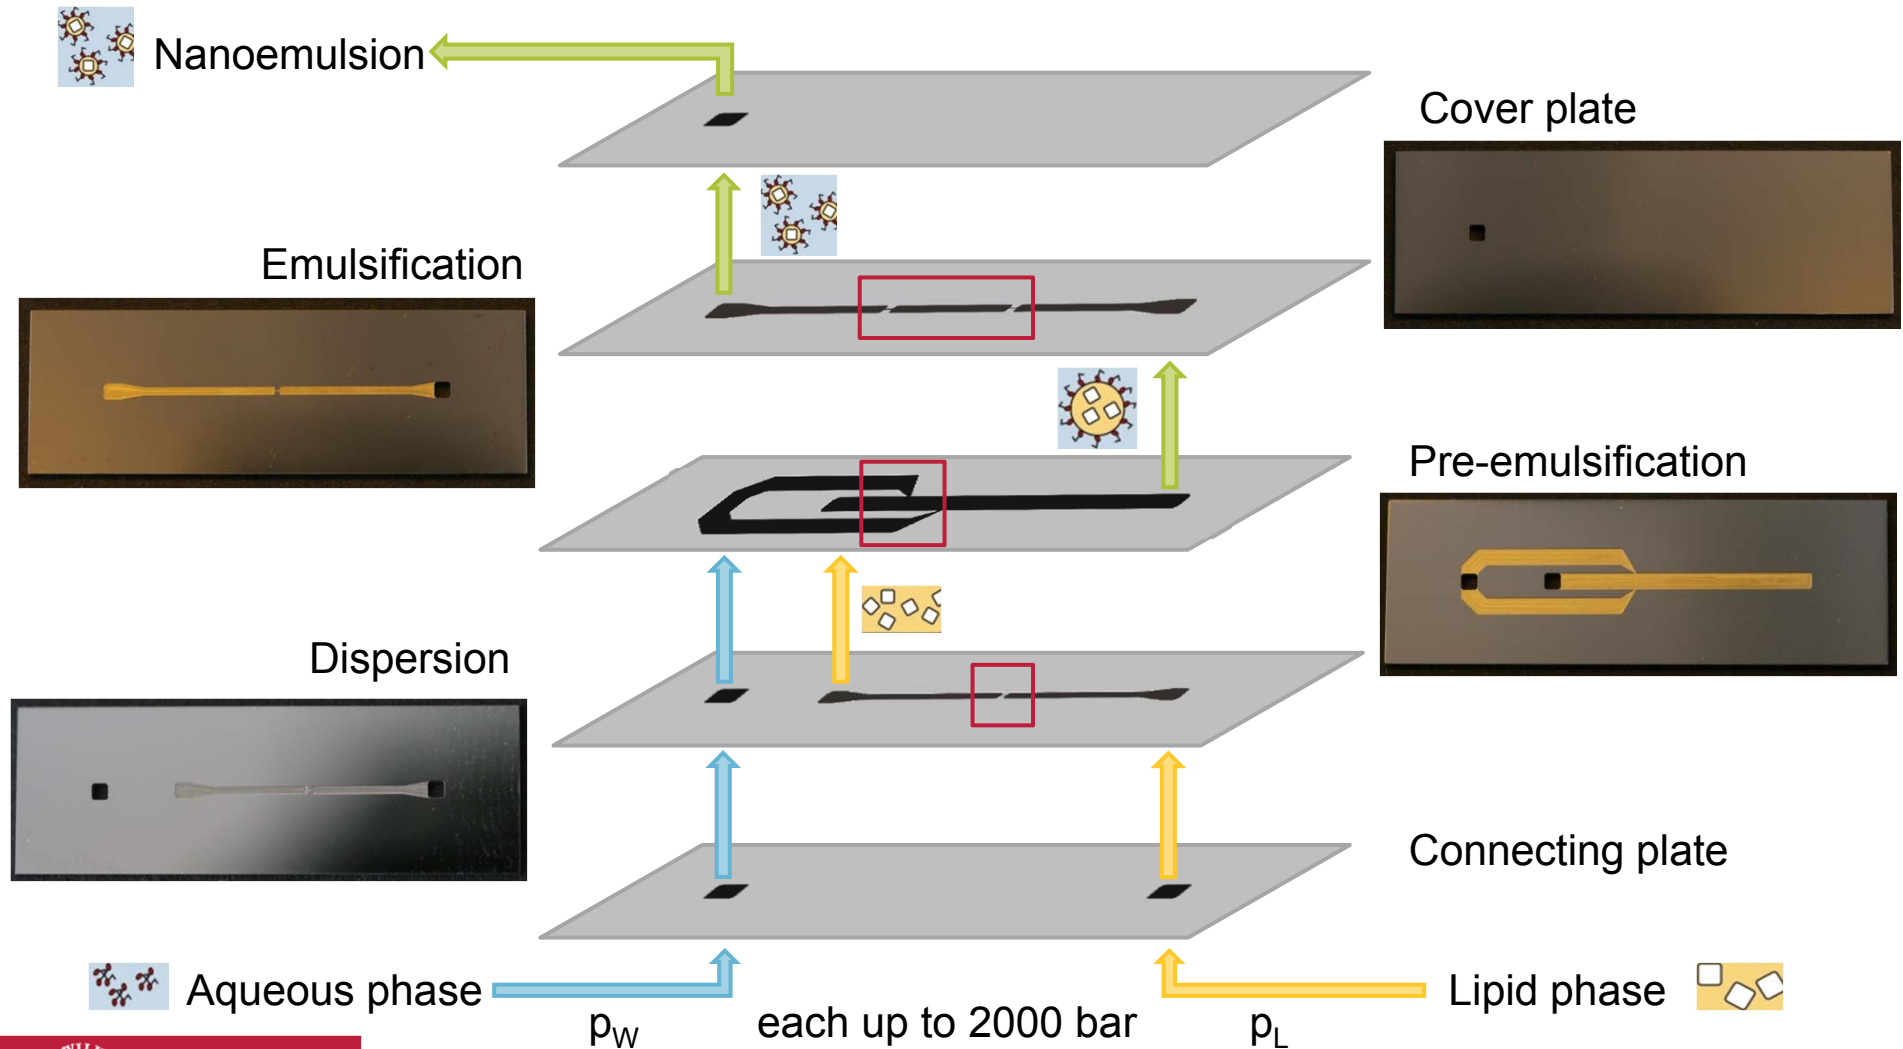 Nanoemulsion
Cover plate
Emulsification
Pre-emulsification
Dispersion
Connecting plate
Aqueous phase
Lipid phase
pW
each up to 2000 bar
pL